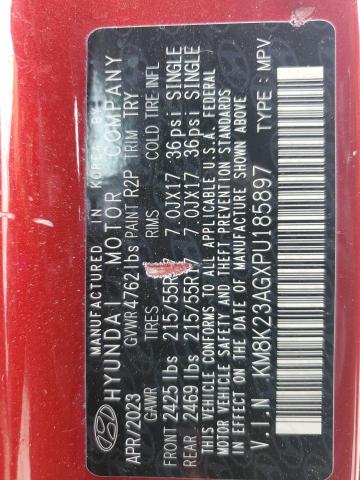 MANUFACTURED IN KOREA BY
HYUNDAI MOTOR COMPANY
APR/2023 GVWR 4762 lbs PAINT R2P TRIM TRY
GAWR TIRES RIMS COLD TIRE INFL
FRONT 2425 lbs 215/55R17 7.0JX17 36psi SINGLE
REAR 2469 lbs 215/55R17 7.0JX17 36psi SINGLE
THIS VEHICLE CONFORMS TO ALL APPLICABLE U.S.A. FEDERAL
MOTOR VEHICLE SAFETY AND THEFT PREVENTION STANDARDS
IN EFFECT ON THE DATE OF MANUFACTURE SHOWN ABOVE
V.I.N KM8K23AGXPU185897 TYPE : MPV